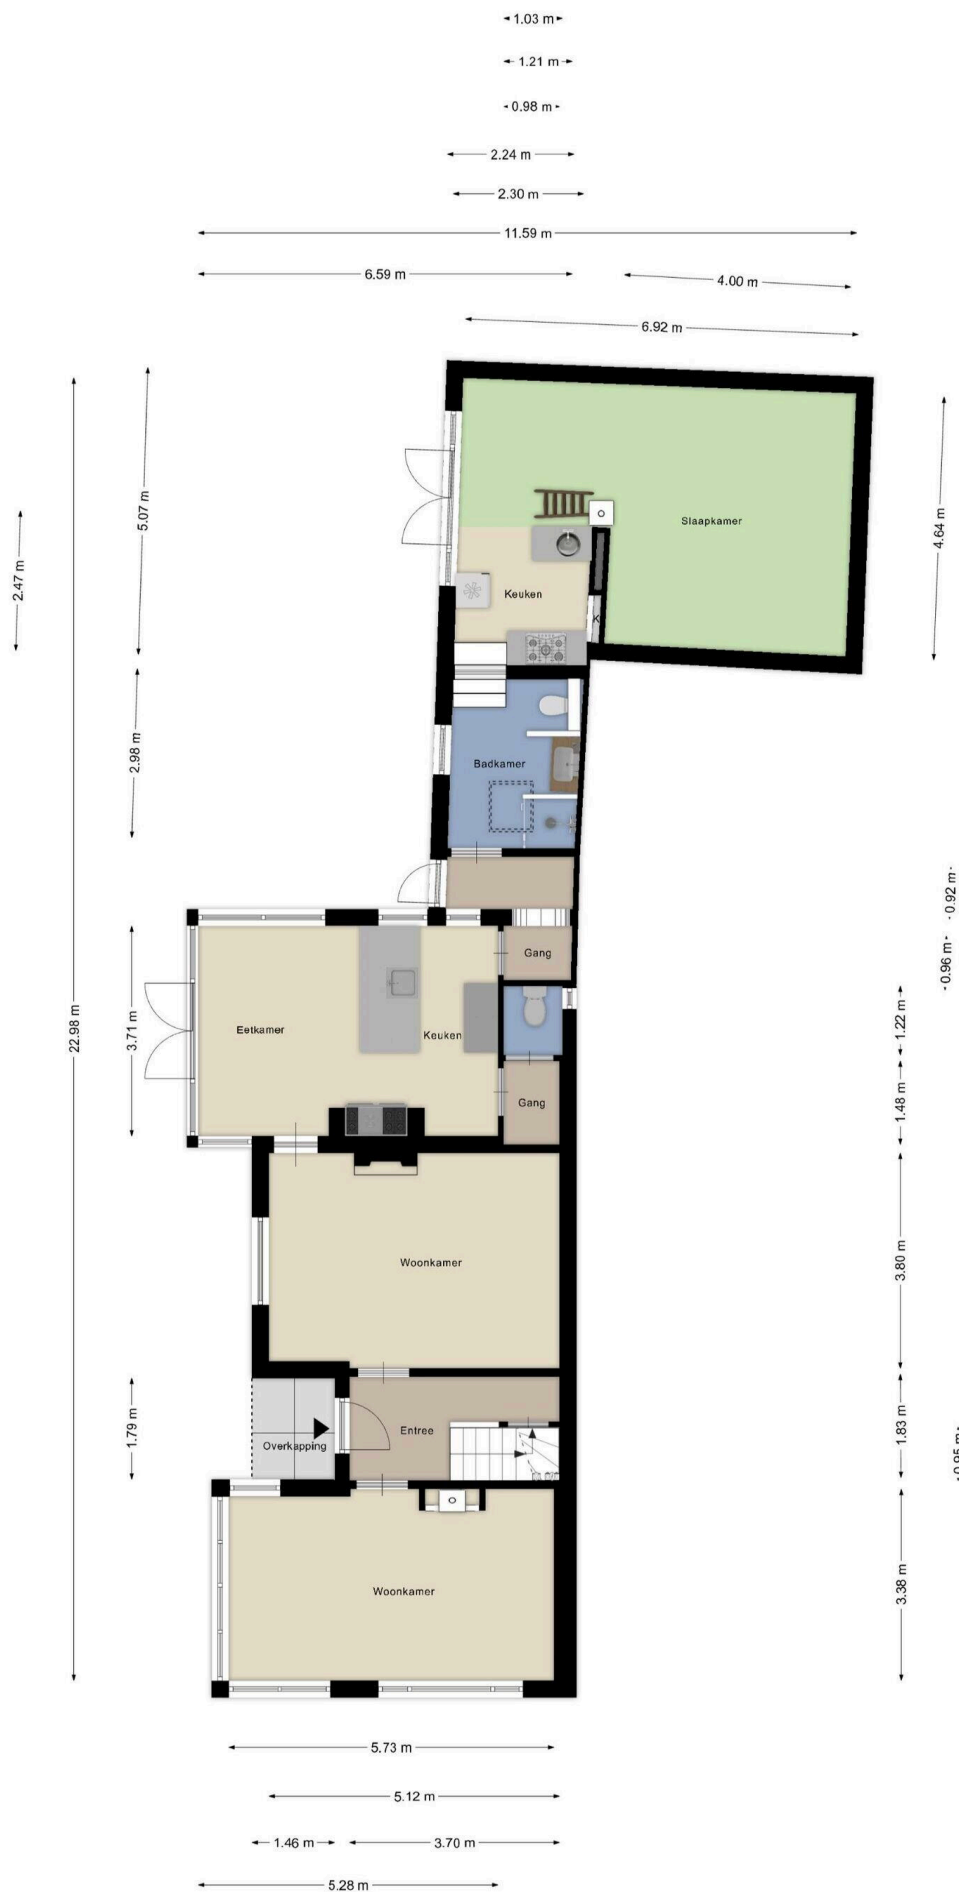 1.03 m
1.21 m
0.98 m
2.24 m
2.30 m
11.59 m
6.59 m
4.00 m
6.92 m
5.07 m
2.47 m
4.64 m
Slaapkamer
Keuken
K
2.98 m
Badkamer
0.92 m
0.96 m
Gang
22.98 m
3.71 m
Eetkamer
Keuken
1.22 m
Gang
1.48 m
Woonkamer
3.80 m
1.79 m
Entree
Overkapping
1.83 m
0.95 m
Woonkamer
3.38 m
5.73 m
5.12 m
1.46 m
3.70 m
5.28 m